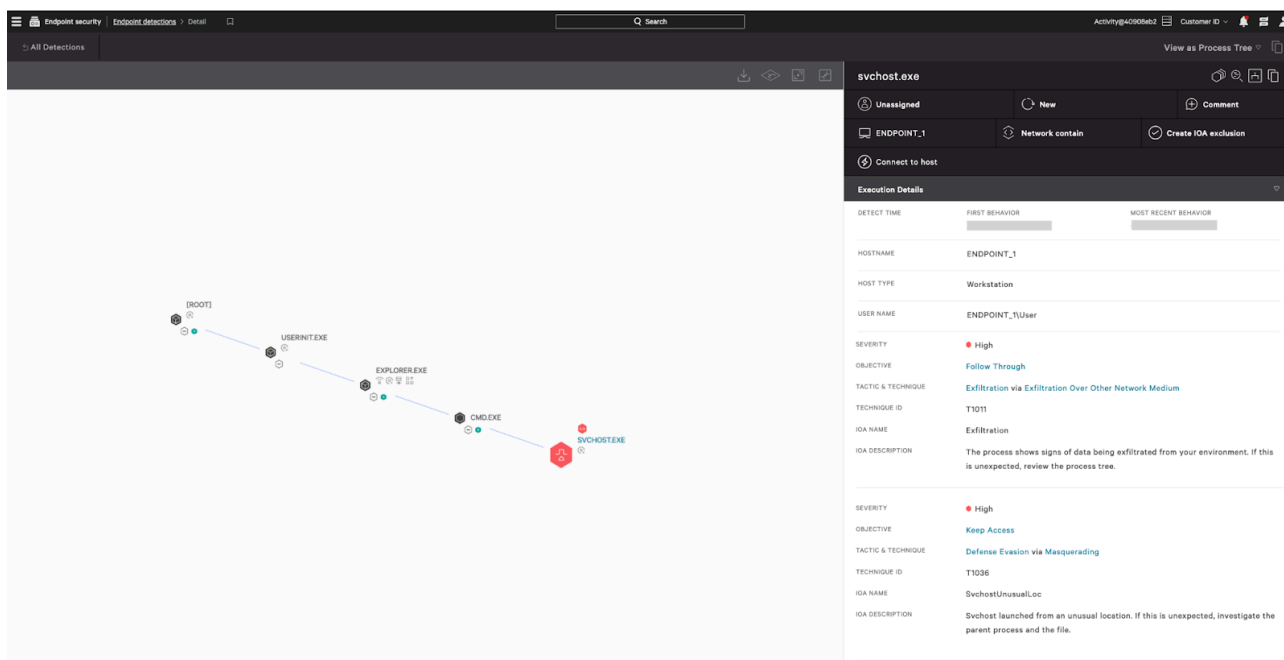 Endpoint security
Endpoint detections > Detail
Search
Activity@40908eb2
Customer ID
All Detections
View as Process Tree
svchost.exe
Unassigned
New
Comment
ENDPOINT_1
Network contain
Create IOA exclusion
Connect to host
Execution Details
DETECT TIME
FIRST BEHAVIOR
MOST RECENT BEHAVIOR
HOSTNAME
ENDPOINT_1
HOST TYPE
Workstation
USER NAME
ENDPOINT_1\User
SEVERITY
High
OBJECTIVE
Follow Through
TACTIC & TECHNIQUE
Exfiltration via Exfiltration Over Other Network Medium
TECHNIQUE ID
T1011
IOA NAME
Exfiltration
IOA DESCRIPTION
The process shows signs of data being exfiltrated from your environment. If this
is unexpected, review the process tree.
SEVERITY
High
OBJECTIVE
Keep Access
TACTIC & TECHNIQUE
Defense Evasion via Masquerading
TECHNIQUE ID
T1036
IOA NAME
SvchostUnusualLoc
IOA DESCRIPTION
Svchost launched from an unusual location. If this is unexpected, investigate the
parent process and the file.
[ROOT]
USERINIT.EXE
EXPLORER.EXE
CMD.EXE
SVCHOST.EXE